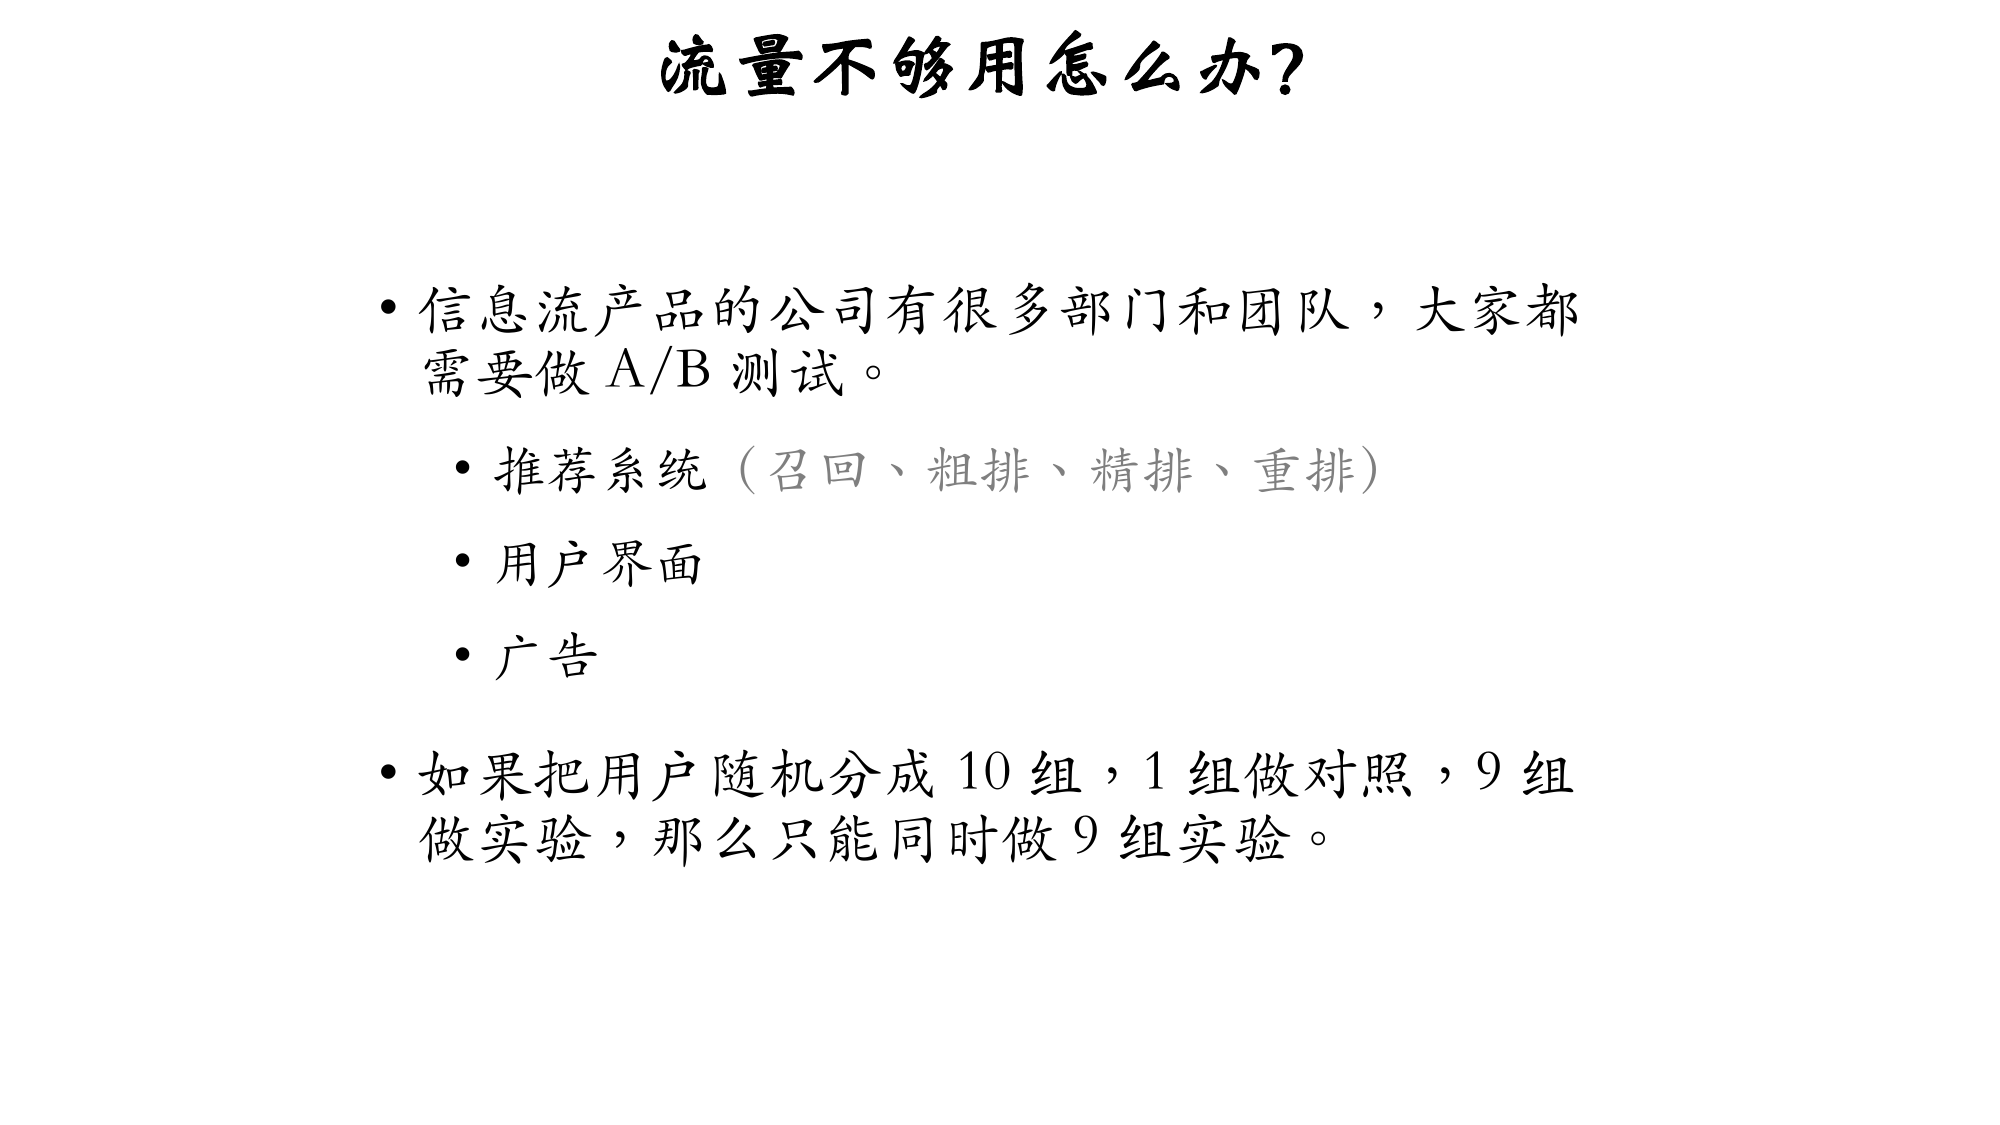 流量不够用怎么办?
• 信息流产品的公司有很多部门和团队，大家都
需要做 A/B 测试。
• 推荐系统（召回、粗排、精排、重排）
• 用户界面
• 广告
• 如果把用户随机分成 10 组，1 组做对照，9 组
做实验，那么只能同时做 9 组实验。